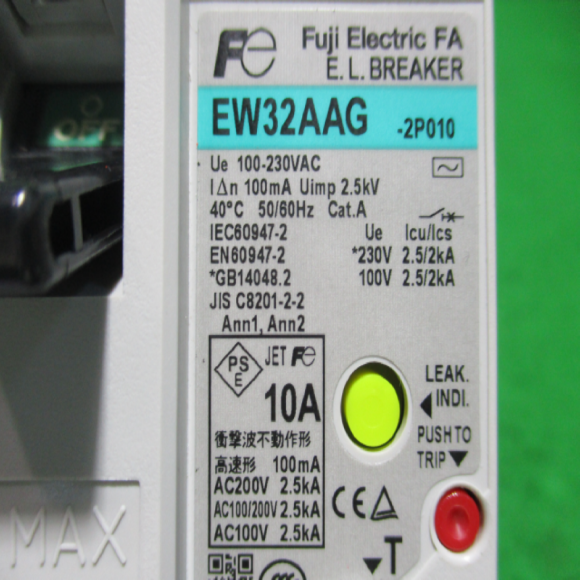 Fe Fuji Electric FA
E. L. BREAKER
EW32AAG -2P010
OFF
Ue 100-230VAC
IΔn 100mA Uimp 2.5kV
40°C 50/60Hz Cat.A
IEC60947-2 Ue Icu/Ics
EN60947-2 *230V 2.5/2kA
*GB14048.2 100V 2.5/2kA
JIS C8201-2-2
Ann1, Ann2
PS E JET Fe
10A
LEAK.
INDI.
PUSH TO
TRIP
衝撃波不動作形
高速形 100mA
AC200V 2.5kA
AC100/200V 2.5kA
AC100V 2.5kA
CE
T
MAX